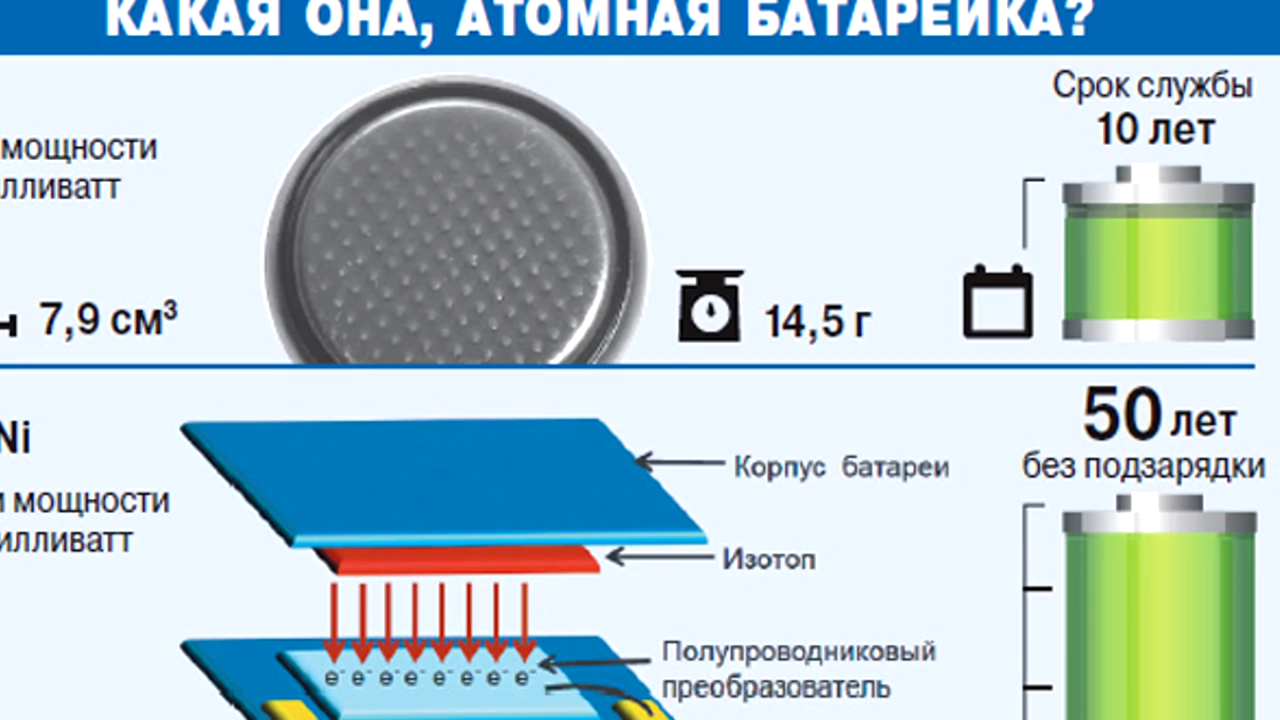 КАКАЯ ОНА, АТОМНАЯ БАТАРЕЙКА?
мощности
лливатт
7,9 см³
14,5 г
Срок службы
10 лет
Ni
мощности
илливатт
Корпус батареи
Изотоп
e⁻ e⁻ e⁻ e⁻ e⁻ e⁻ e⁻ e⁻
Полупроводниковый
преобразователь
50 лет
без подзарядки